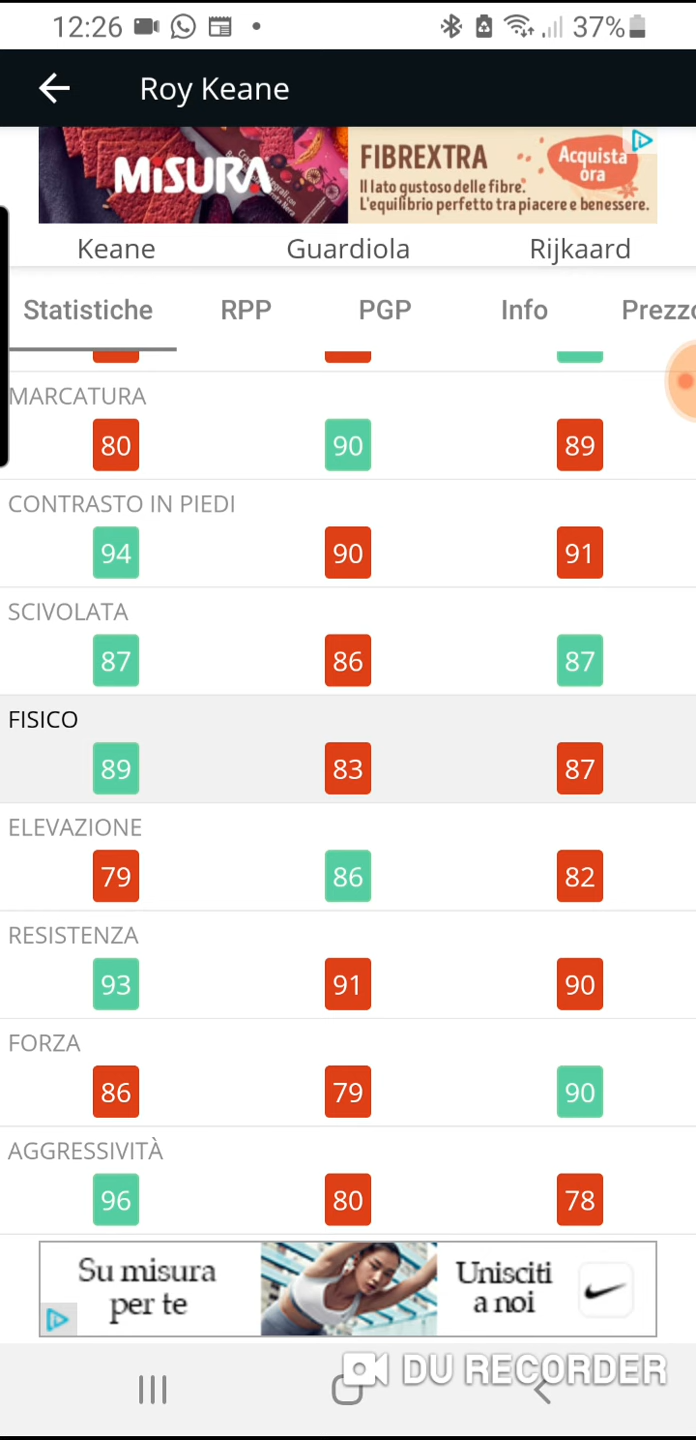 12:26 37%
Roy Keane
MiSURA
FIBREXTRA
Il lato gustoso delle fibre.
L'equilibrio perfetto tra piacere e benessere.
Acquista
ora
Keane Guardiola Rijkaard
Statistiche RPP PGP Info Prezzo
MARCATURA
80 90 89
CONTRASTO IN PIEDI
94 90 91
SCIVOLATA
87 86 87
FISICO
89 83 87
ELEVAZIONE
79 86 82
RESISTENZA
93 91 90
FORZA
86 79 90
AGGRESSIVITÀ
96 80 78
Su misura
per te
Unisciti
a noi
DU RECORDER